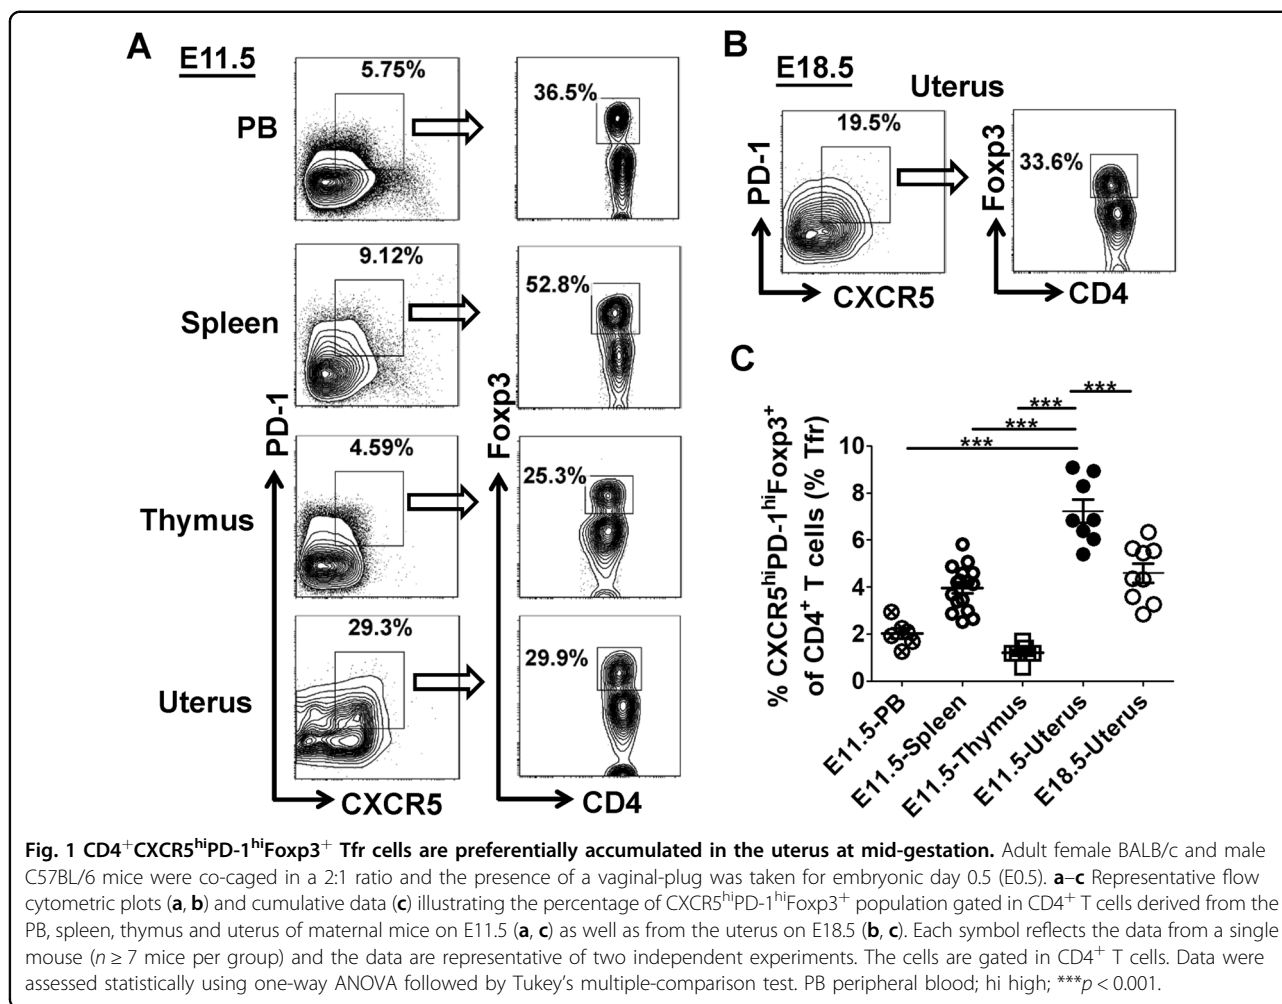 A
E11.5
5.75%
36.5%
PB
9.12%
52.8%
Spleen
4.59%
25.3%
Thymus
29.3%
29.9%
Uterus
PD-1
Foxp3
CXCR5
CD4
B
E18.5
Uterus
19.5%
33.6%
PD-1
Foxp3
CXCR5
CD4
C
***
***
***
***
% CXCR5hiPD-1hiFoxp3+
of CD4+ T cells (% Tfr)
10
8
6
4
2
0
E11.5-PB
E11.5-Spleen
E11.5-Thymus
E11.5-Uterus
E18.5-Uterus
Fig. 1 CD4+CXCR5hiPD-1hiFoxp3+ Tfr cells are preferentially accumulated in the uterus at mid-gestation. Adult female BALB/c and male
C57BL/6 mice were co-caged in a 2:1 ratio and the presence of a vaginal-plug was taken for embryonic day 0.5 (E0.5). a–c Representative flow
cytometric plots (a, b) and cumulative data (c) illustrating the percentage of CXCR5hiPD-1hiFoxp3+ population gated in CD4+ T cells derived from the
PB, spleen, thymus and uterus of maternal mice on E11.5 (a, c) as well as from the uterus on E18.5 (b, c). Each symbol reflects the data from a single
mouse (n ≥ 7 mice per group) and the data are representative of two independent experiments. The cells are gated in CD4+ T cells. Data were
assessed statistically using one-way ANOVA followed by Tukey's multiple-comparison test. PB peripheral blood; hi high; ***p < 0.001.